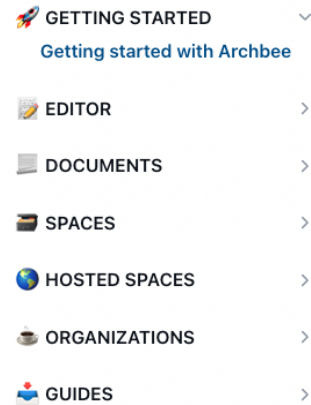 GETTING STARTED
Getting started with Archbee
EDITOR
DOCUMENTS
SPACES
HOSTED SPACES
ORGANIZATIONS
GUIDES